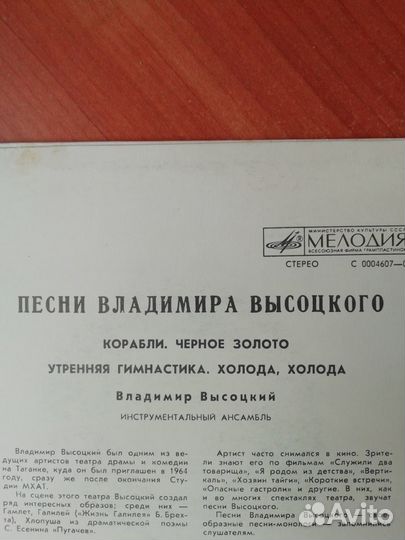 МИНИСТЕРСТВО КУЛЬТУРЫ СССР
МЕЛОДИЯ
ВСЕСОЮЗНАЯ ФИРМА ГРАМПЛАСТИНОК
СТЕРЕО С 0004607—
ПЕСНИ ВЛАДИМИРА ВЫСОЦКОГО
КОРАБЛИ. ЧЕРНОЕ ЗОЛОТО
УТРЕННЯЯ ГИМНАСТИКА. ХОЛОДА, ХОЛОДА
Владимир Высоцкий
ИНСТРУМЕНТАЛЬНЫЙ АНСАМБЛЬ
Владимир Высоцкий был одним из ве-
дущих артистов театра драмы и комедии
на Таганке, куда он был приглашен в 1964
году, сразу же после окончания Сту-
дии МХАТ.
На сцене этого театра Высоцкий создал
ряд интересных образов; среди них —
Гамлет, Галилей («Жизнь Галилея» Б. Брех-
та), Хлопуша из драматической поэмы
С. Есенина «Пугачев».
Артист часто снимался в кино. Зрите-
ли знают его по фильмам «Служили два
товарища», «Я родом из детства», «Верти-
каль», «Хозяин тайги», «Короткие встречи»,
«Опасные гастроли» и другие. В них, как
и во многих спектаклях театра, звучат
песни Высоцкого.
Песни Владимира
образные песни-моно
слушателям.
Avito